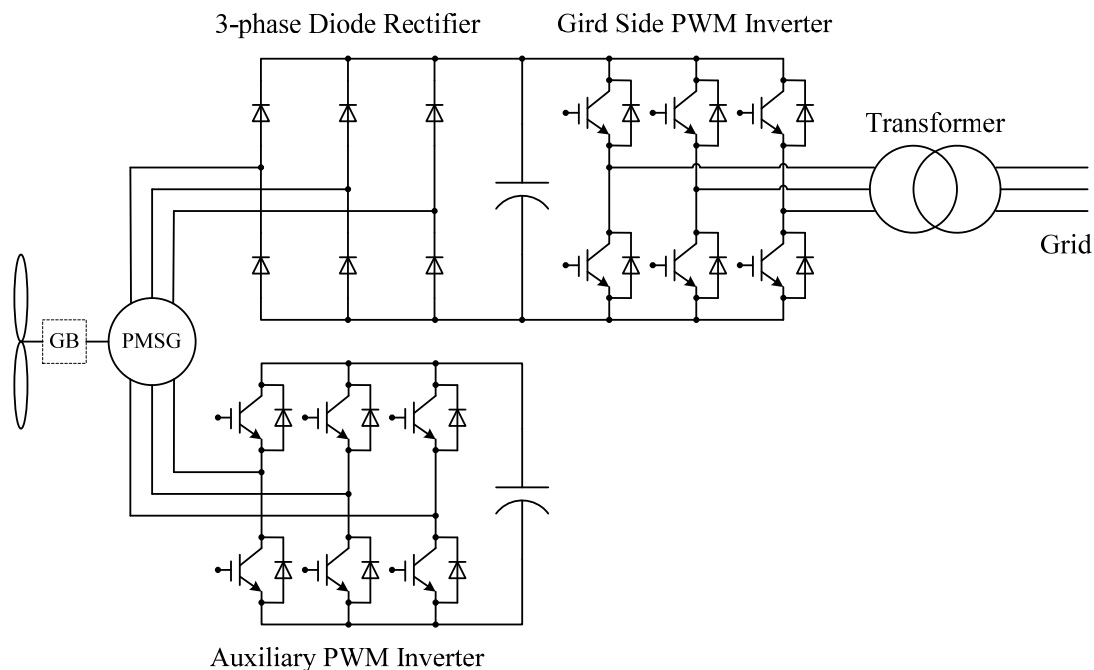 3-phase Diode Rectifier
Gird Side PWM Inverter
Transformer
Grid
GB
PMSG
Auxiliary PWM Inverter